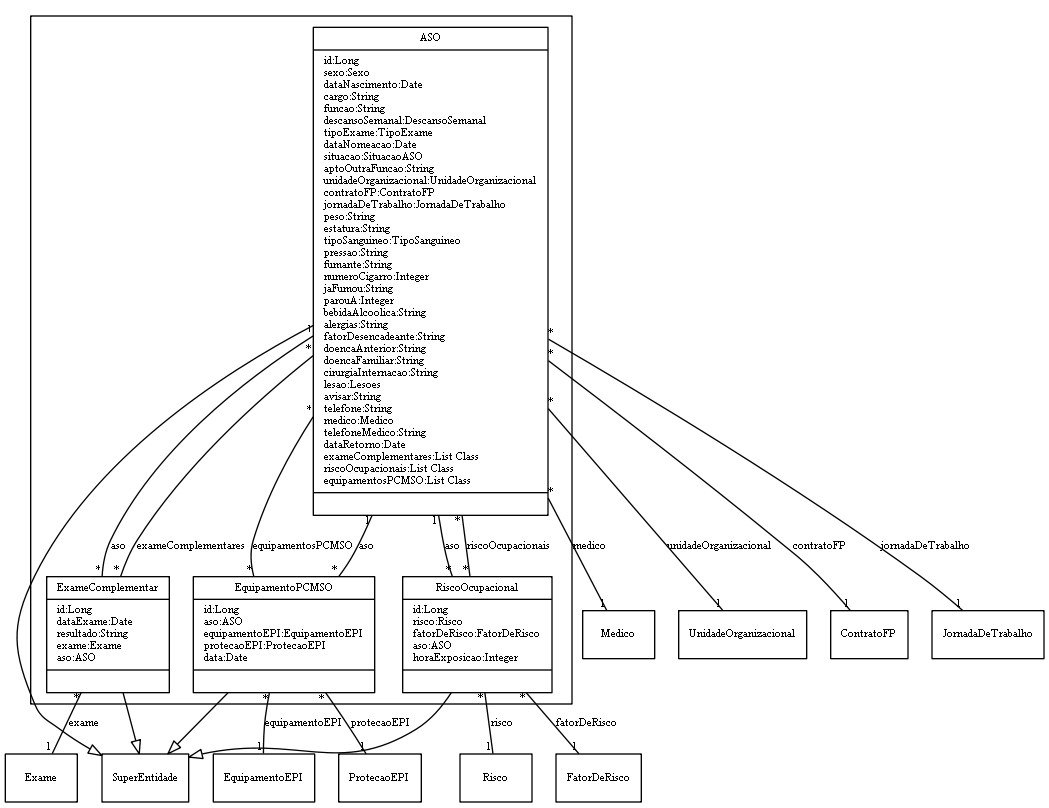 ASO
id:Long
sexo:Sexo
dataNascimento:Date
cargo:String
funcao:String
descansoSemanal:DescansoSemanal
tipoExame:TipoExame
dataNomeacao:Date
situacao:SituacaoASO
aptoOutraFuncao:String
unidadeOrganizacional:UnidadeOrganizacional
contratoFP:ContratoFP
jornadaDeTrabalho:JornadaDeTrabalho
peso:String
estatura:String
tipoSanguineo:TipoSanguineo
pressao:String
fumante:String
numeroCigarro:Integer
jaFumou:String
parouA:Integer
bebidaAlcoolica:String
alergias:String
fatorDesencadeante:String
doencaAnterior:String
doencaFamiliar:String
cirurgiaInternacao:String
lesao:Lesoes
avisar:String
telefone:String
medico:Medico
telefoneMedico:String
dataRetorno:Date
exameComplementares:List Class
riscoOcupacionais:List Class
equipamentosPCMSO:List Class
1 *
* *
* *
*
1 1 *
aso exameComplementares equipamentosPCMSO aso aso riscoOcupacionais medico unidadeOrganizacional contratoFP jornadaDeTrabalho
* * * * * *
ExameComplementar
id:Long
dataExame:Date
resultado:String
exame:Exame
aso:ASO
EquipamentoPCMSO
id:Long
aso:ASO
equipamentoEPI:EquipamentoEPI
protecaoEPI:ProtecaoEPI
data:Date
RiscoOcupacional
id:Long
risco:Risco
fatorDeRisco:FatorDeRisco
aso:ASO
horaExposicao:Integer
1 1 1 1
Medico
UnidadeOrganizacional
ContratoFP
JornadaDeTrabalho
* * * * *
exame equipamentoEPI protecaoEPI risco fatorDeRisco
1 1 1 1 1
Exame
SuperEntidade
EquipamentoEPI
ProtecaoEPI
Risco
FatorDeRisco